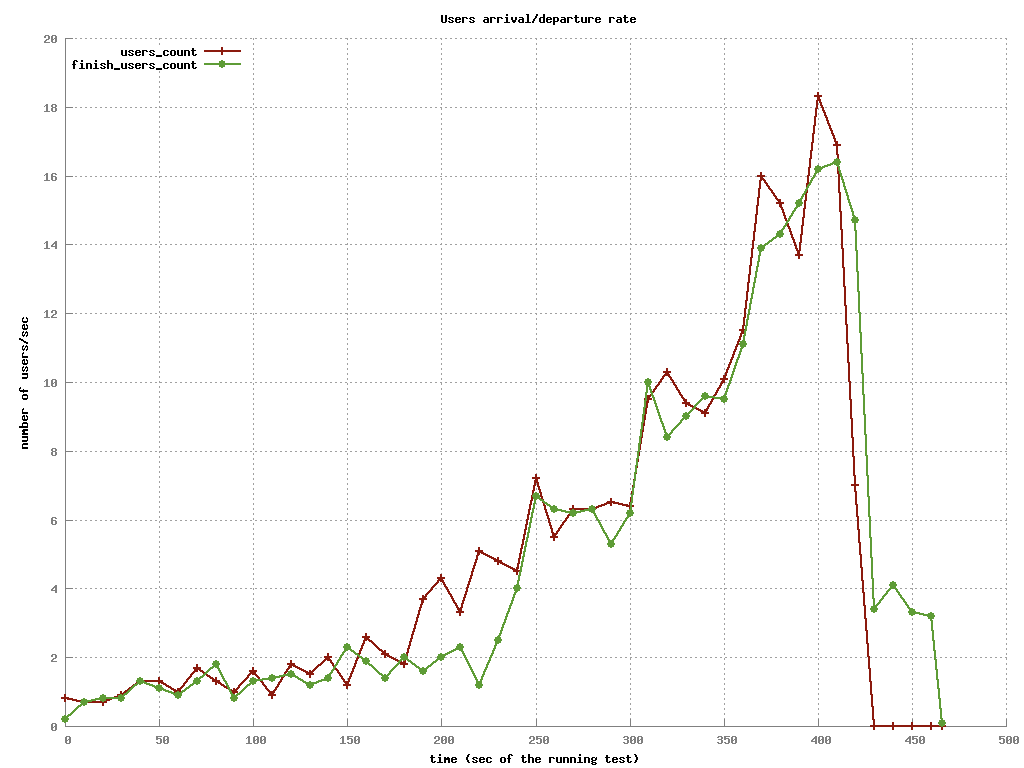 Users arrival/departure rate
users_count
finish_users_count
20
18
16
14
12
10
8
6
4
2
0
number of users/sec
0 50 100 150 200 250 300 350 400 450 500
time (sec of the running test)